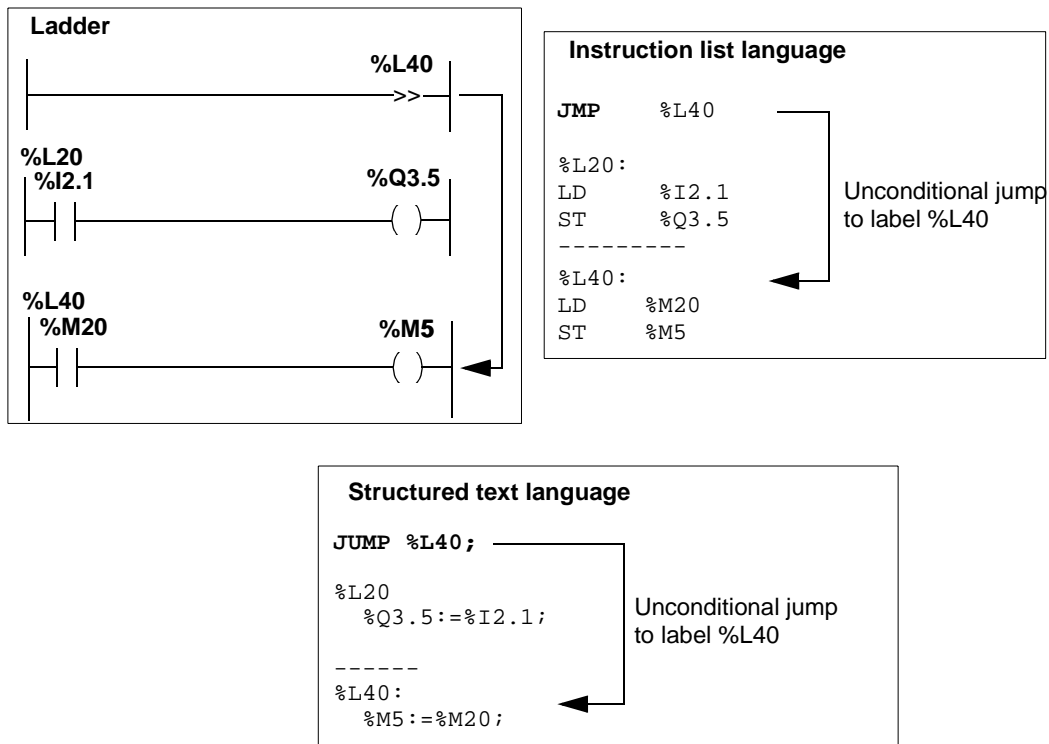 Ladder
%L40
>>
%L20
%I2.1
%Q3.5
( )
%L40
%M20
%M5
( )
Instruction list language
JMP %L40
%L20:
LD %I2.1
ST %Q3.5
---------
%L40:
LD %M20
ST %M5
Unconditional jump
to label %L40
Structured text language
JUMP %L40;
%L20
%Q3.5:=%I2.1;
------
%L40:
%M5:=%M20;
Unconditional jump
to label %L40